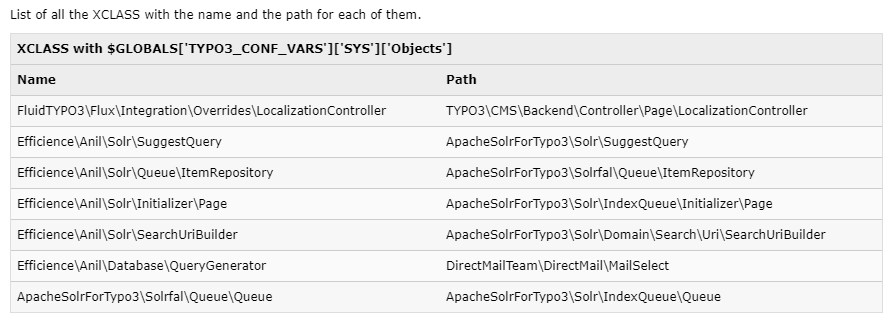 List of all the XCLASS with the name and the path for each of them.
XCLASS with $GLOBALS['TYPO3_CONF_VARS']['SYS']['Objects']
Name Path
FluidTYPO3\Flux\Integration\Overrides\LocalizationController TYPO3\CMS\Backend\Controller\Page\LocalizationController
Efficience\Anil\Solr\SuggestQuery ApacheSolrForTypo3\Solr\SuggestQuery
Efficience\Anil\Solr\Queue\ItemRepository ApacheSolrForTypo3\Solrfal\Queue\ItemRepository
Efficience\Anil\Solr\Initializer\Page ApacheSolrForTypo3\Solr\IndexQueue\Initializer\Page
Efficience\Anil\Solr\SearchUriBuilder ApacheSolrForTypo3\Solr\Domain\Search\Uri\SearchUriBuilder
Efficience\Anil\Database\QueryGenerator DirectMailTeam\DirectMail\MailSelect
ApacheSolrForTypo3\Solrfal\Queue\Queue ApacheSolrForTypo3\Solr\IndexQueue\Queue